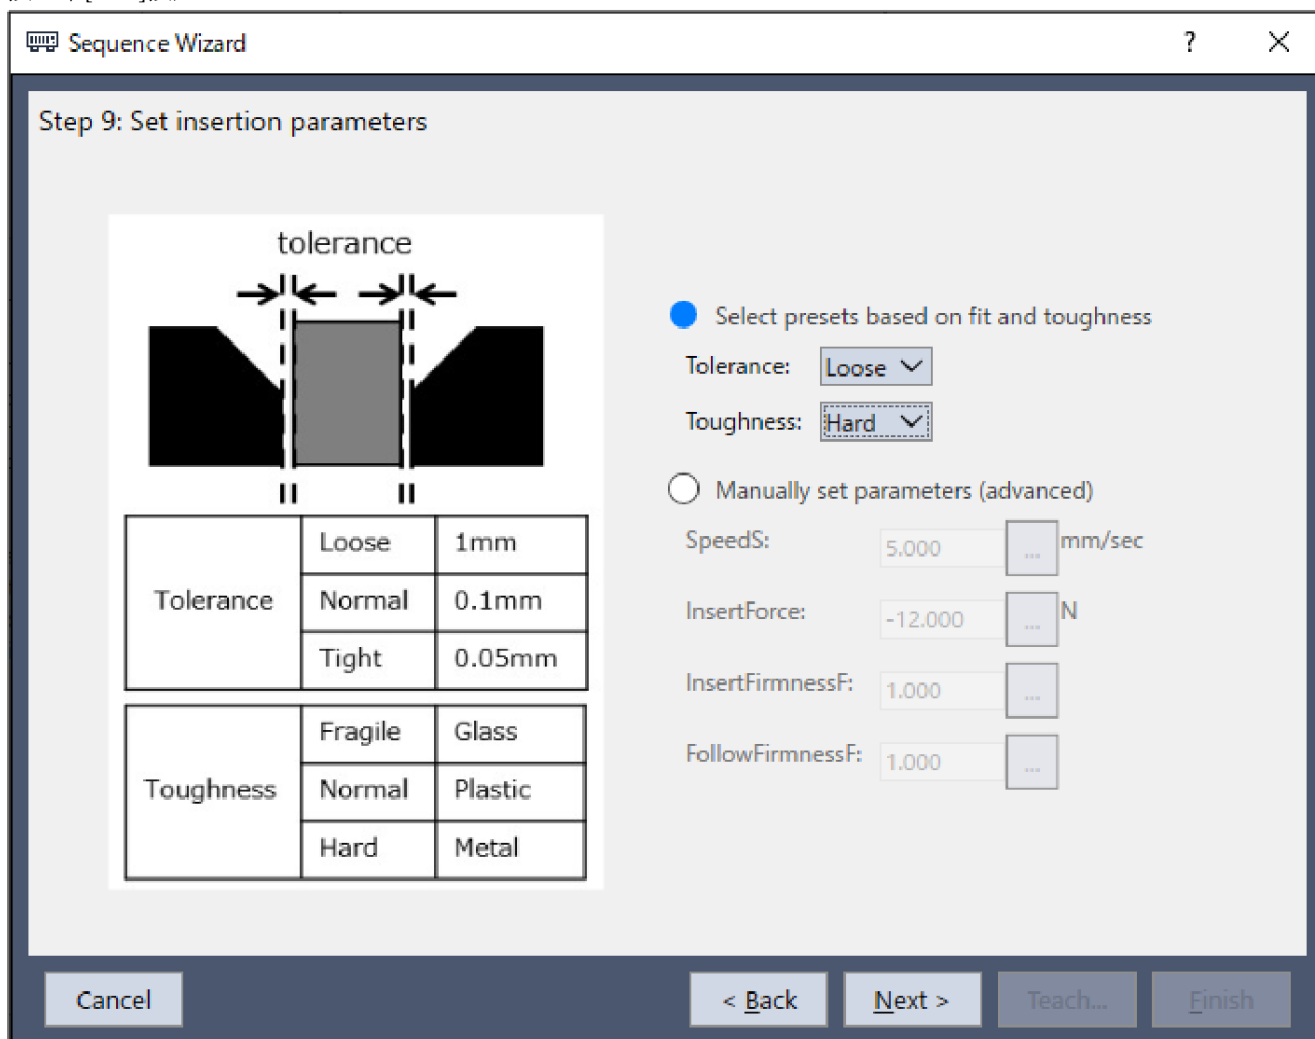 Sequence Wizard
?
Step 9: Set insertion parameters
tolerance
Tolerance
Loose 1mm
Normal 0.1mm
Tight 0.05mm
Toughness
Fragile Glass
Normal Plastic
Hard Metal
Select presets based on fit and toughness
Tolerance: Loose
Toughness: Hard
Manually set parameters (advanced)
SpeedS: 5.000 ... mm/sec
InsertForce: -12.000 ... N
InsertFirmnessF: 1.000 ...
FollowFirmnessF: 1.000 ...
Cancel
< Back
Next >
Teach...
Finish